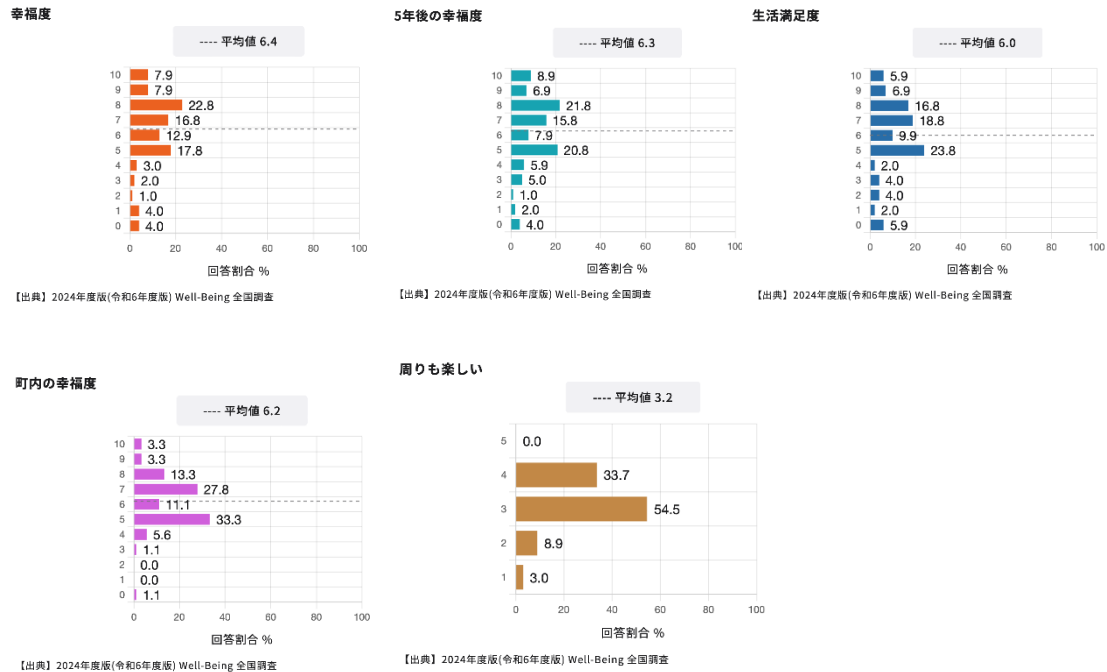 幸福度
---- 平均値 6.4
10 7.9
9 7.9
8 22.8
7 16.8
6 12.9
5 17.8
4 3.0
3 2.0
2 1.0
1 4.0
0 4.0
0 20 40 60 80 100
回答割合 %
【出典】2024年度版(令和6年度版) Well-Being 全国調査
5年後の幸福度
---- 平均値 6.3
10 8.9
9 6.9
8 21.8
7 15.8
6 7.9
5 20.8
4 5.9
3 5.0
2 1.0
1 2.0
0 4.0
0 20 40 60 80 100
回答割合 %
【出典】2024年度版(令和6年度版) Well-Being 全国調査
生活満足度
---- 平均値 6.0
10 5.9
9 6.9
8 16.8
7 18.8
6 9.9
5 23.8
4 2.0
3 4.0
2 4.0
1 2.0
0 5.9
0 20 40 60 80 100
回答割合 %
【出典】2024年度版(令和6年度版) Well-Being 全国調査
町内の幸福度
---- 平均値 6.2
10 3.3
9 3.3
8 13.3
7 27.8
6 11.1
5 33.3
4 5.6
3 1.1
2 0.0
1 0.0
0 1.1
0 20 40 60 80 100
回答割合 %
【出典】2024年度版(令和6年度版) Well-Being 全国調査
周りも楽しい
---- 平均値 3.2
5 0.0
4 33.7
3 54.5
2 8.9
1 3.0
0 20 40 60 80 100
回答割合 %
【出典】2024年度版(令和6年度版) Well-Being 全国調査